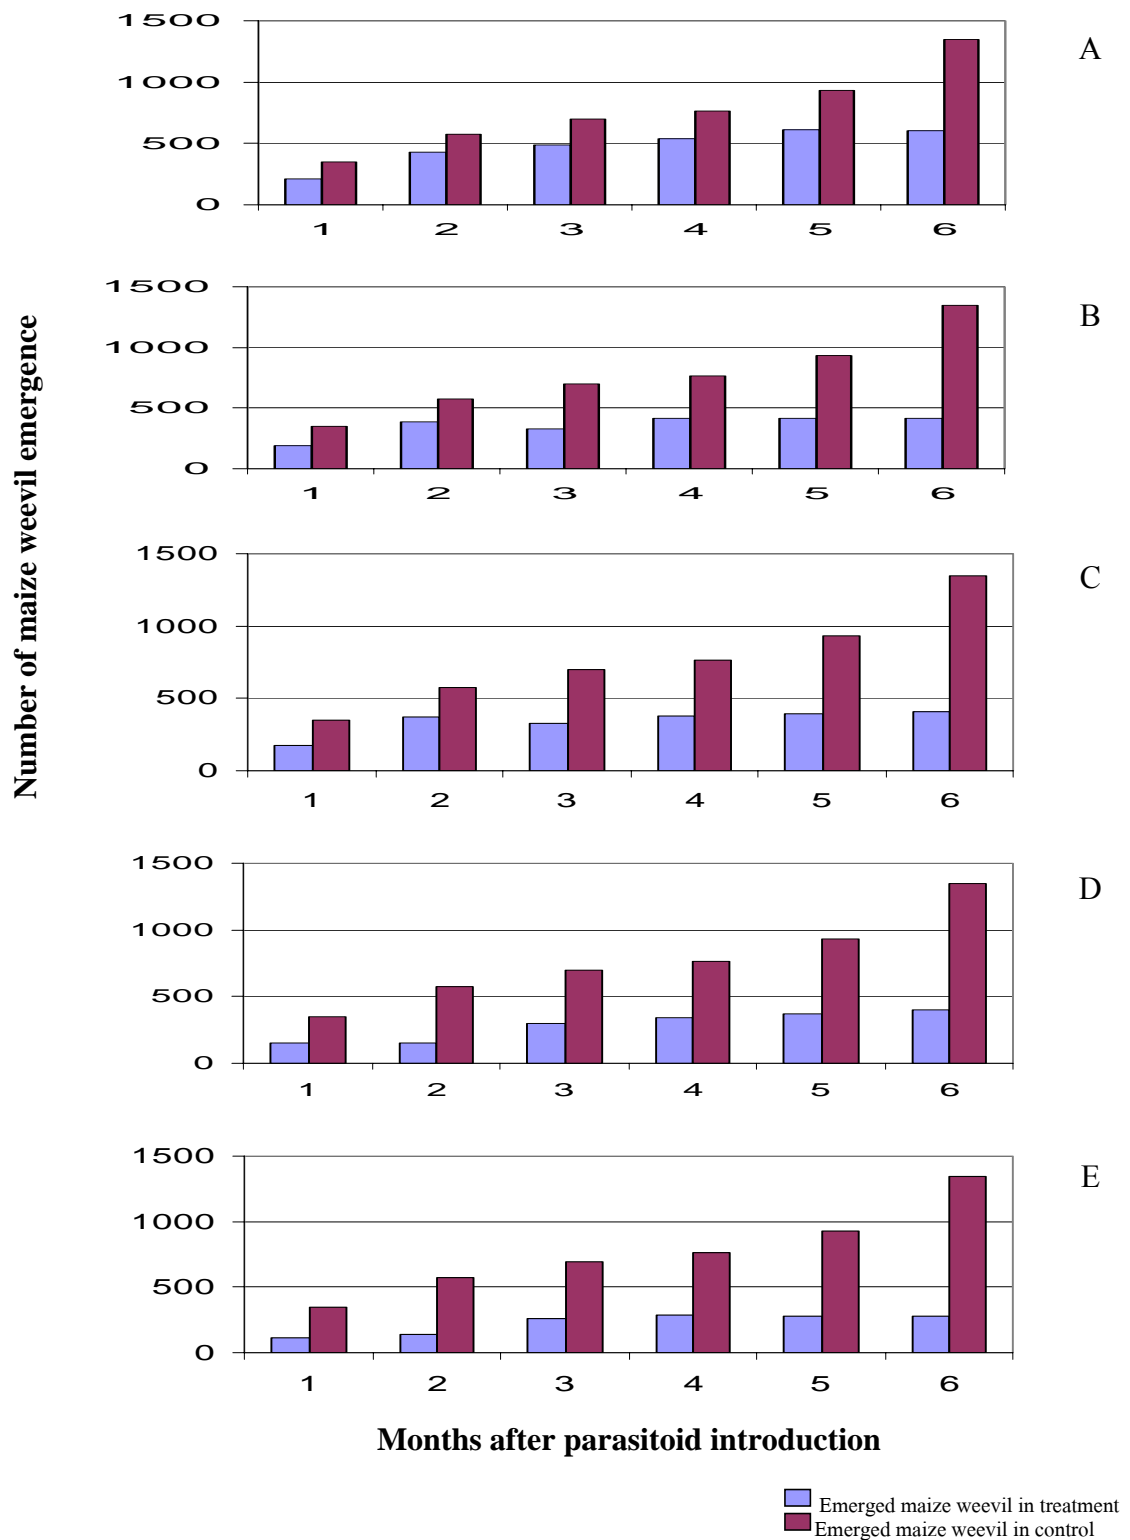 1500
1000
500
0
1 2 3 4 5 6
A
1500
1000
500
0
1 2 3 4 5 6
B
1500
1000
500
0
1 2 3 4 5 6
C
1500
1000
500
0
1 2 3 4 5 6
D
1500
1000
500
0
1 2 3 4 5 6
E
Number of maize weevil emergence
Months after parasitoid introduction
Emerged maize weevil in treatment
Emerged maize weevil in control